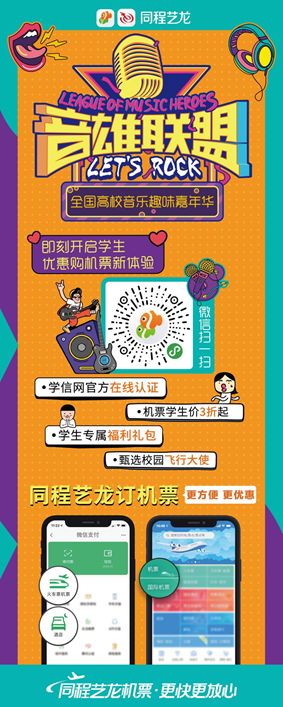 同程艺龙
LEAGUE OF MUSIC HEROES
音雄联盟
LET'S ROCK
全国高校音乐趣味嘉年华
即刻开启学生
优惠购机票新体验
微信扫一扫
•学信网官方在线认证
•机票学生价3折起
•学生专属福利礼包
•甄选校园飞行大使
同程艺龙订机票 更方便 更优惠
微信支付
火车票机票
酒店
机票
国际机票
同程艺龙机票·更快更放心